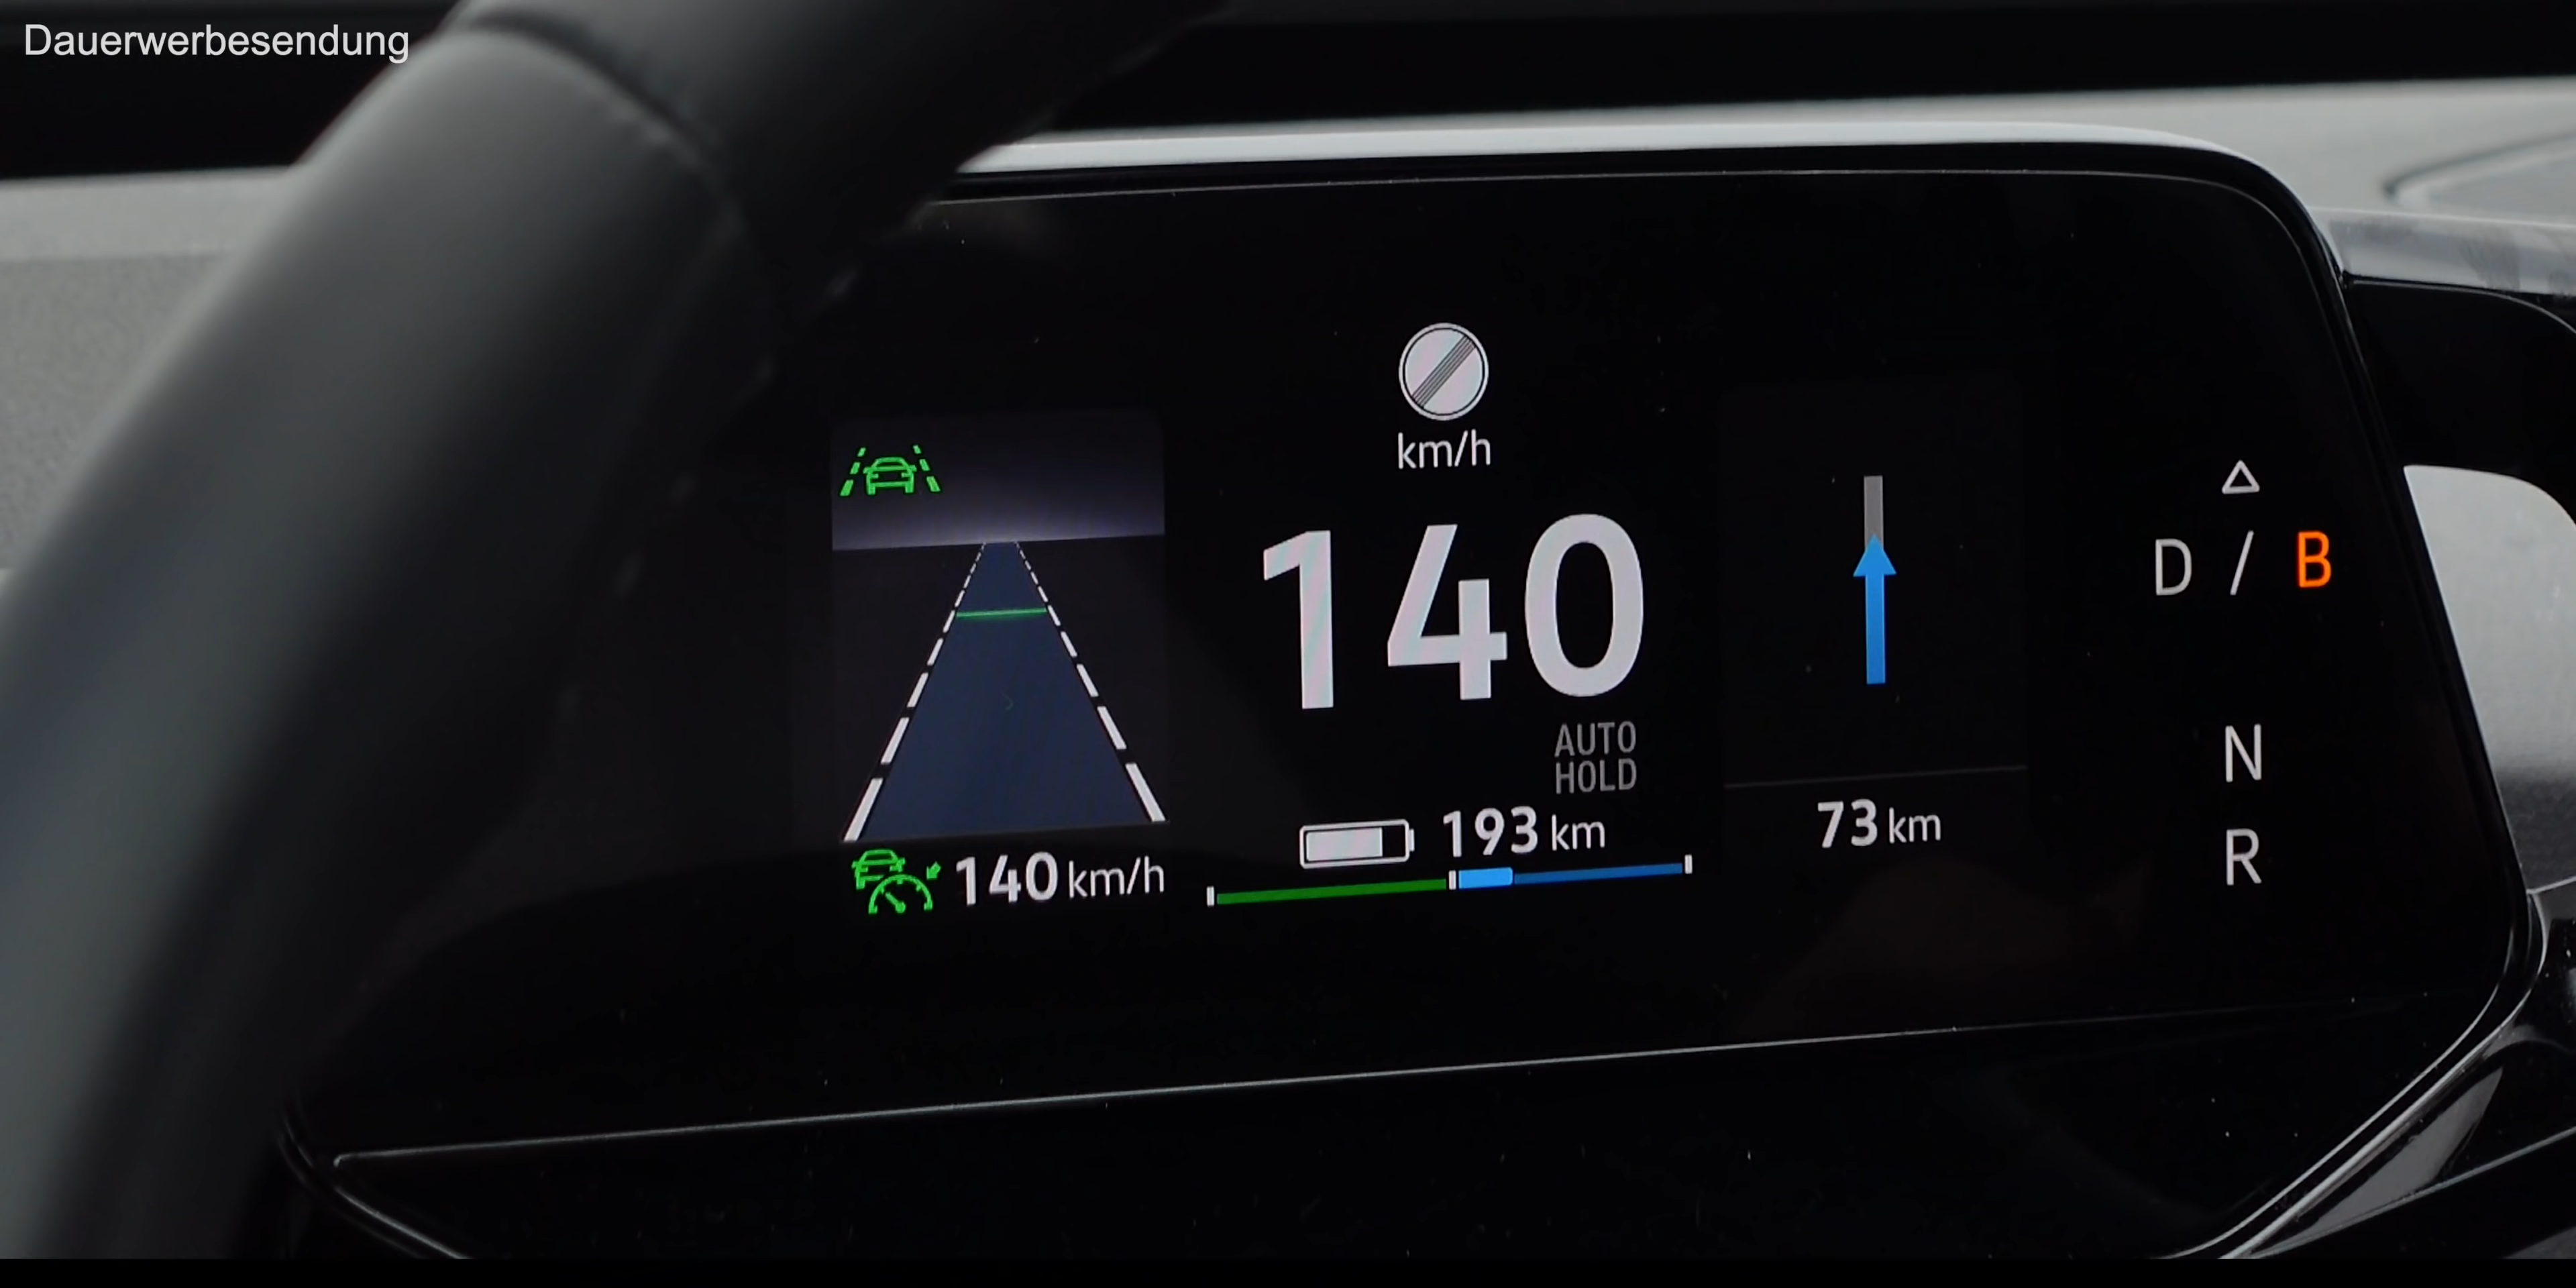 Dauerwerbesendung
km/h
140
AUTO
HOLD
140 km/h
193 km
73 km
D / B
N
R